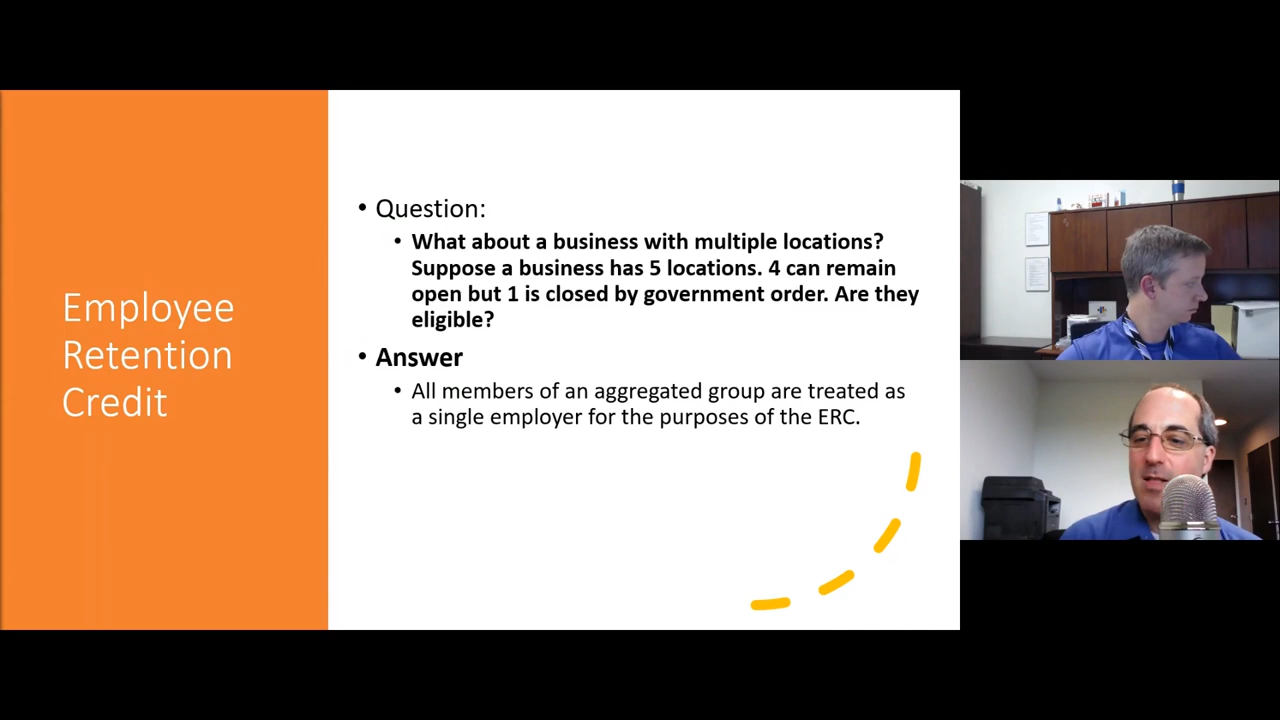 Employee
Retention
Credit
• Question:
• What about a business with multiple locations?
Suppose a business has 5 locations. 4 can remain
open but 1 is closed by government order. Are they
eligible?
• Answer
• All members of an aggregated group are treated as
a single employer for the purposes of the ERC.